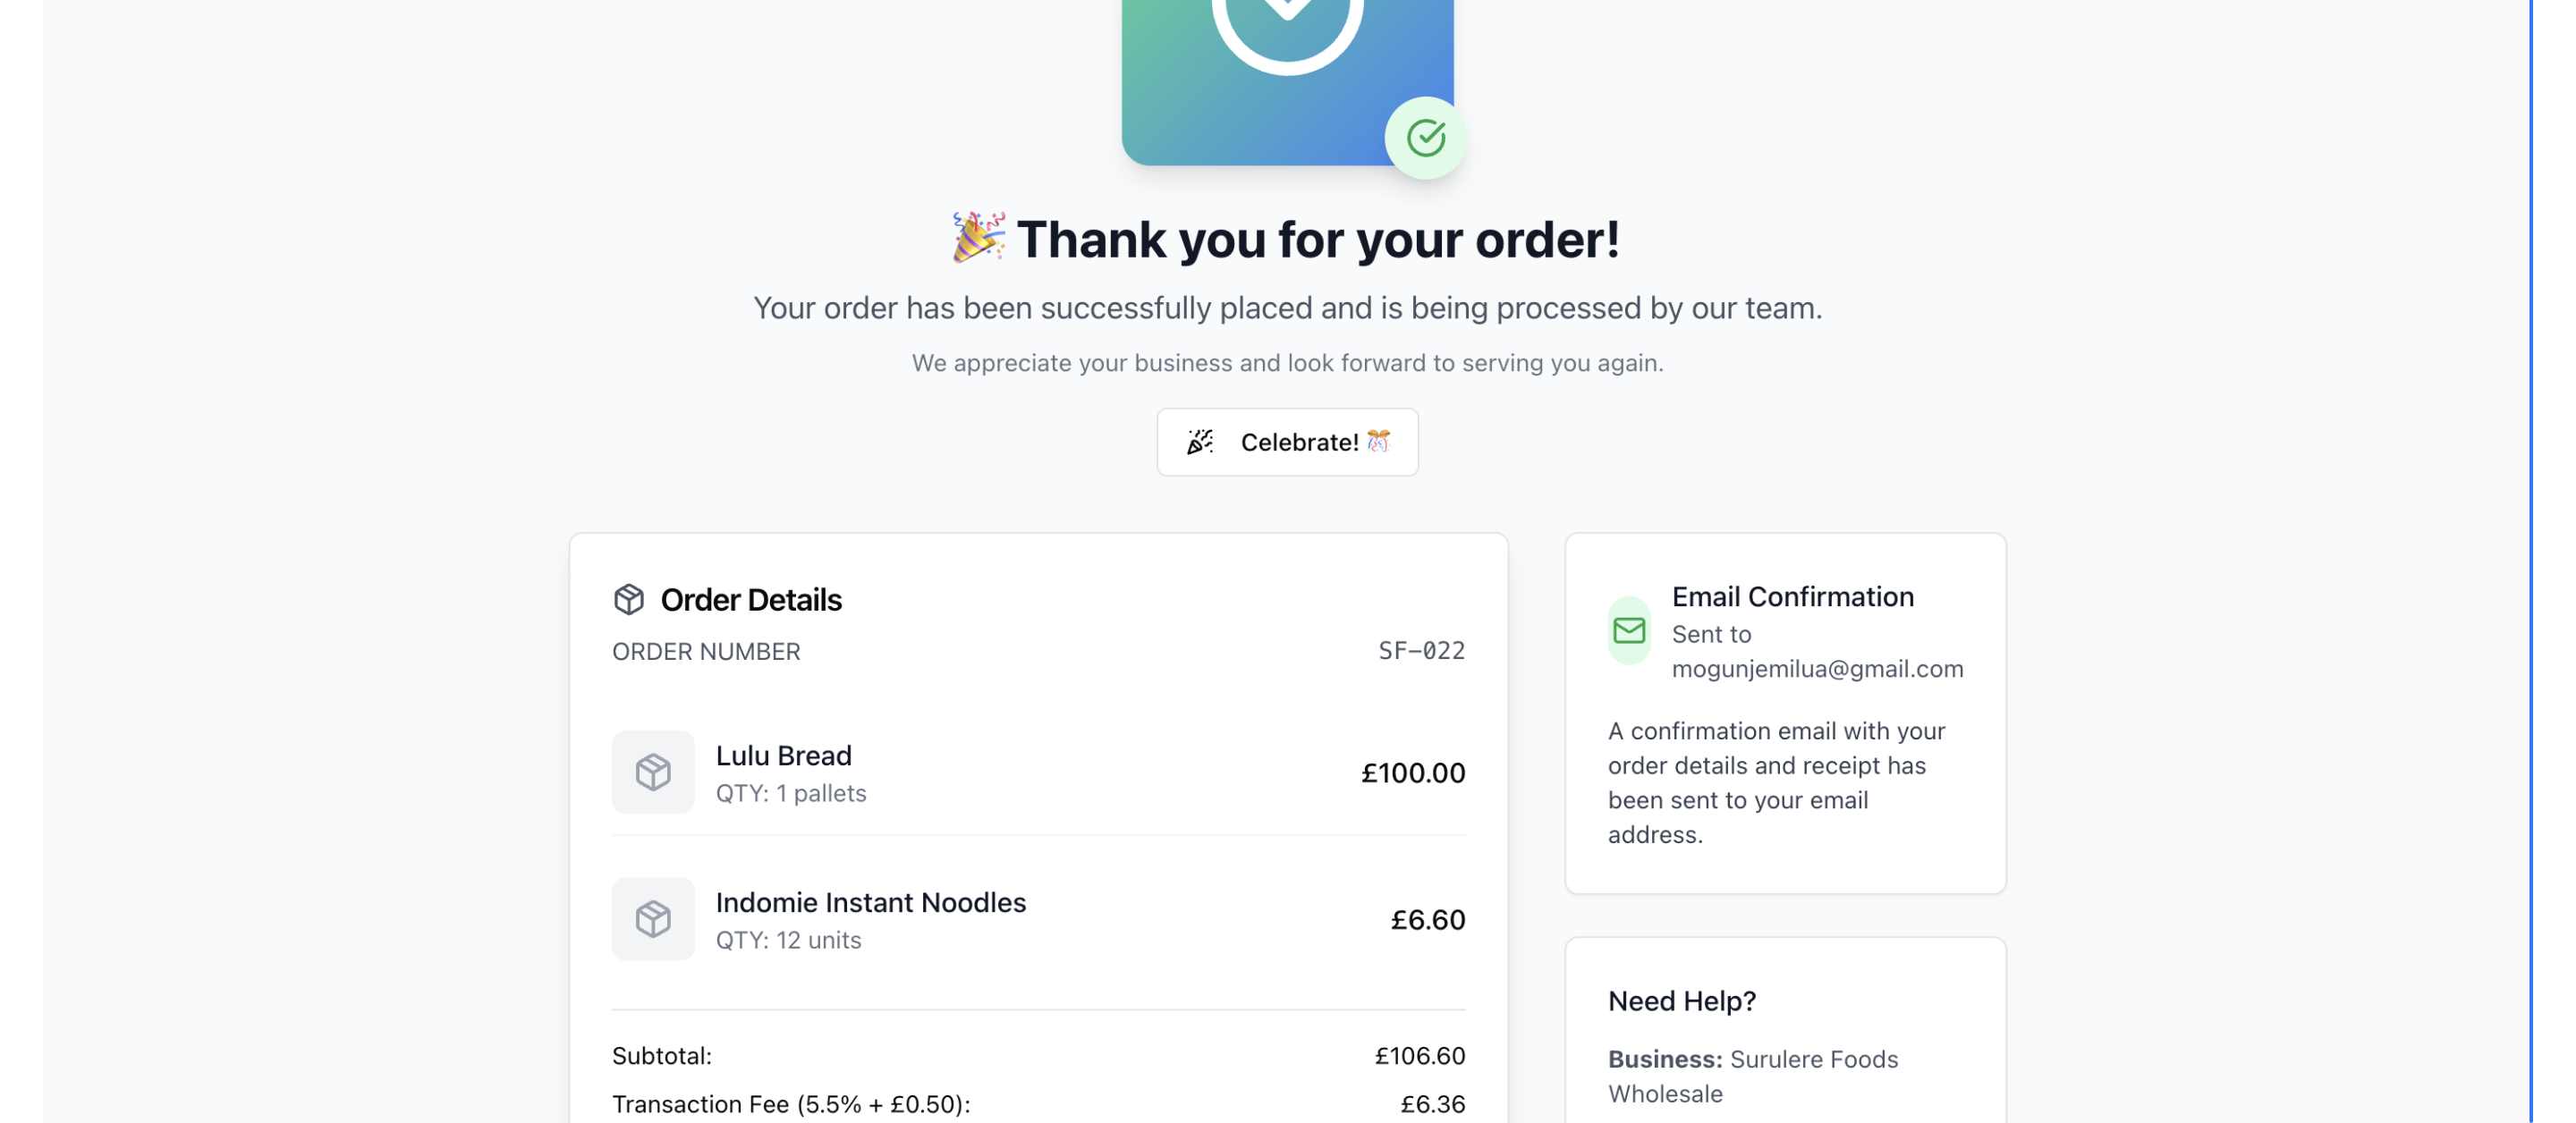 🎉 Thank you for your order!
Your order has been successfully placed and is being processed by our team.
We appreciate your business and look forward to serving you again.
Celebrate! 🎊
Order Details
ORDER NUMBER SF-022
Lulu Bread
QTY: 1 pallets
£100.00
Indomie Instant Noodles
QTY: 12 units
£6.60
Subtotal: £106.60
Transaction Fee (5.5% + £0.50): £6.36
Email Confirmation
Sent to
mogunjemilua@gmail.com
A confirmation email with your
order details and receipt has
been sent to your email
address.
Need Help?
Business: Surulere Foods
Wholesale